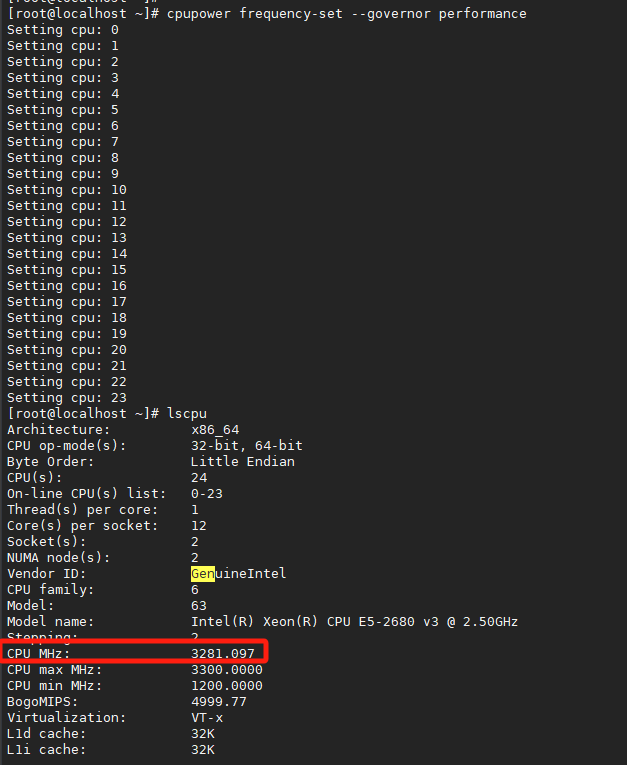 [root@localhost ~]#
[root@localhost ~]# cpupower frequency-set --governor performance
Setting cpu: 0
Setting cpu: 1
Setting cpu: 2
Setting cpu: 3
Setting cpu: 4
Setting cpu: 5
Setting cpu: 6
Setting cpu: 7
Setting cpu: 8
Setting cpu: 9
Setting cpu: 10
Setting cpu: 11
Setting cpu: 12
Setting cpu: 13
Setting cpu: 14
Setting cpu: 15
Setting cpu: 16
Setting cpu: 17
Setting cpu: 18
Setting cpu: 19
Setting cpu: 20
Setting cpu: 21
Setting cpu: 22
Setting cpu: 23
[root@localhost ~]# lscpu
Architecture: x86_64
CPU op-mode(s): 32-bit, 64-bit
Byte Order: Little Endian
CPU(s): 24
On-line CPU(s) list: 0-23
Thread(s) per core: 1
Core(s) per socket: 12
Socket(s): 2
NUMA node(s): 2
Vendor ID: GenuineIntel
CPU family: 6
Model: 63
Model name: Intel(R) Xeon(R) CPU E5-2680 v3 @ 2.50GHz
Stepping: 2
CPU MHz: 3281.097
CPU max MHz: 3300.0000
CPU min MHz: 1200.0000
BogoMIPS: 4999.77
Virtualization: VT-x
L1d cache: 32K
L1i cache: 32K